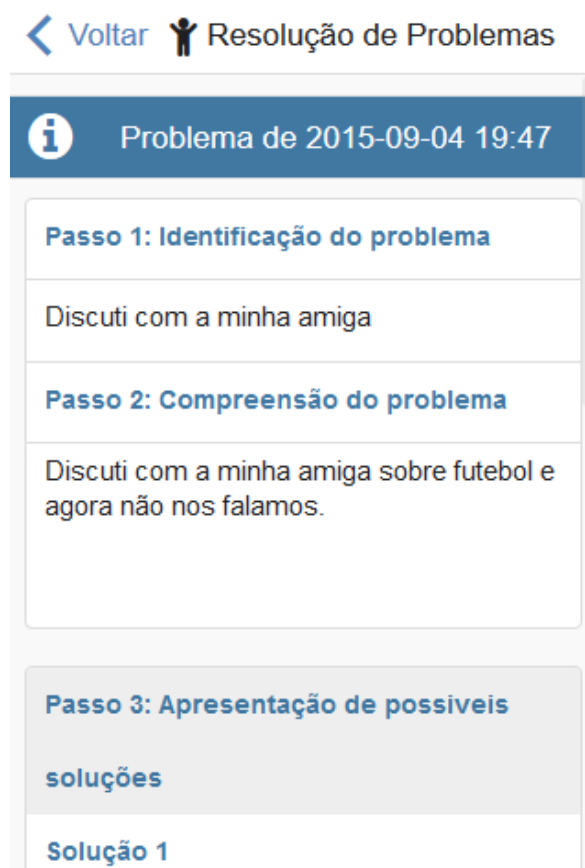 Voltar Resolução de Problemas
Problema de 2015-09-04 19:47
Passo 1: Identificação do problema
Discuti com a minha amiga
Passo 2: Compreensão do problema
Discuti com a minha amiga sobre futebol e
agora não nos falamos.
Passo 3: Apresentação de possiveis
soluções
Solução 1